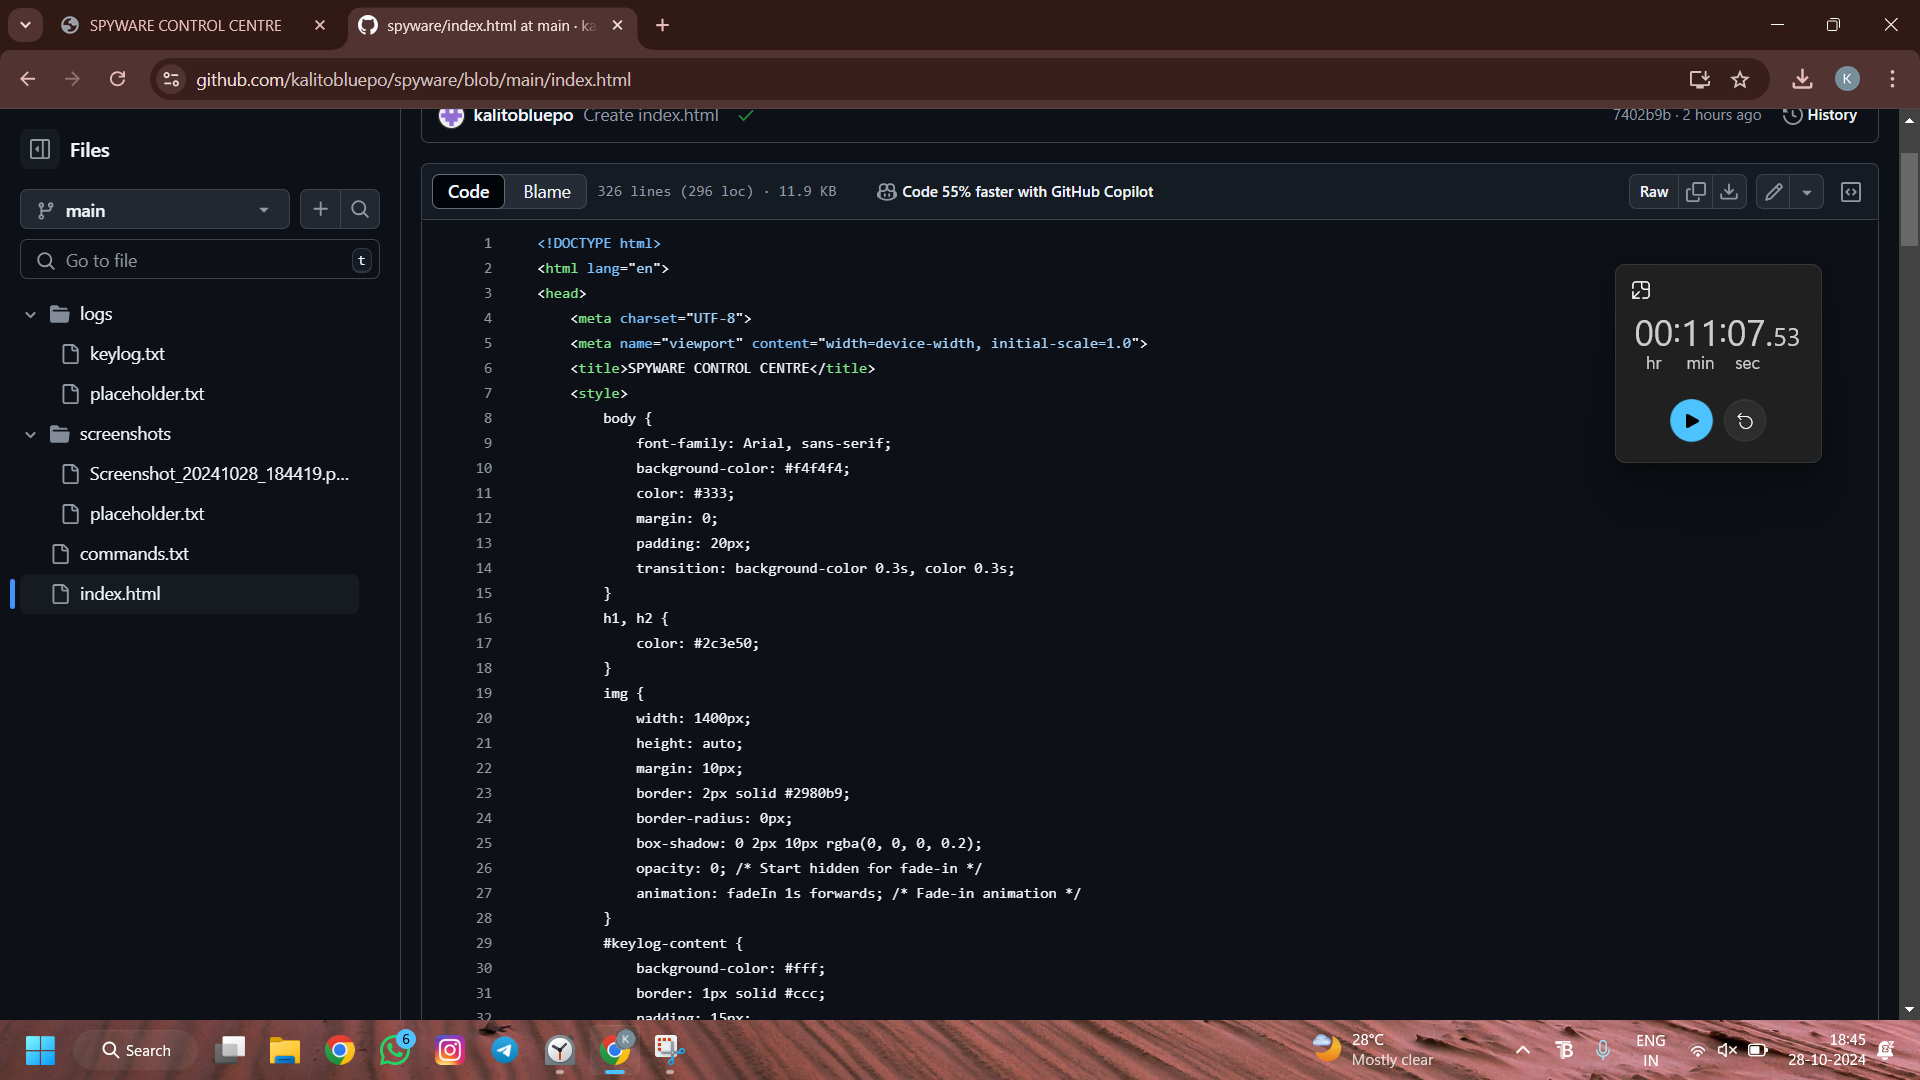 SPYWARE CONTROL CENTRE
spyware/index.html at main · ka
github.com/kalitobluepo/spyware/blob/main/index.html
K
kalitobluepo Create index.html
7402b9b · 2 hours ago
History
Files
main
Go to file
t
logs
keylog.txt
placeholder.txt
screenshots
Screenshot_20241028_184419.p...
placeholder.txt
commands.txt
index.html
Code Blame 326 lines (296 loc) · 11.9 KB Code 55% faster with GitHub Copilot
Raw
1 <!DOCTYPE html>
2 <html lang="en">
3 <head>
4 <meta charset="UTF-8">
5 <meta name="viewport" content="width=device-width, initial-scale=1.0">
6 <title>SPYWARE CONTROL CENTRE</title>
7 <style>
8 body {
9 font-family: Arial, sans-serif;
10 background-color: #f4f4f4;
11 color: #333;
12 margin: 0;
13 padding: 20px;
14 transition: background-color 0.3s, color 0.3s;
15 }
16 h1, h2 {
17 color: #2c3e50;
18 }
19 img {
20 width: 1400px;
21 height: auto;
22 margin: 10px;
23 border: 2px solid #2980b9;
24 border-radius: 0px;
25 box-shadow: 0 2px 10px rgba(0, 0, 0, 0.2);
26 opacity: 0; /* Start hidden for fade-in */
27 animation: fadeIn 1s forwards; /* Fade-in animation */
28 }
29 #keylog-content {
30 background-color: #fff;
31 border: 1px solid #ccc;
32 padding: 15px;
00:11:07.53
hr min sec
Search
6
K
28°C
Mostly clear
ENG
IN
18:45
28-10-2024